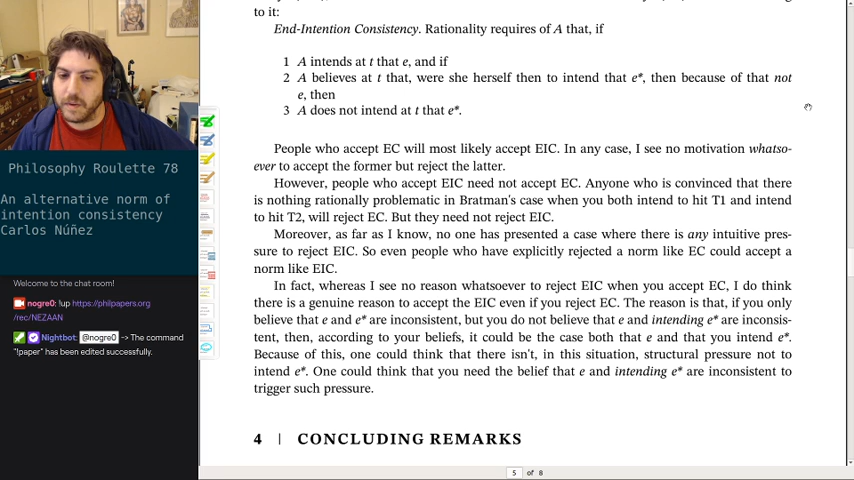 to it:
End-Intention Consistency. Rationality requires of A that, if
1 A intends at t that e, and if
2 A believes at t that, were she herself then to intend that e*, then because of that not
e, then
3 A does not intend at t that e*.
People who accept EC will most likely accept EIC. In any case, I see no motivation whatso-
ever to accept the former but reject the latter.
However, people who accept EIC need not accept EC. Anyone who is convinced that there
is nothing rationally problematic in Bratman's case when you both intend to hit T1 and intend
to hit T2, will reject EC. But they need not reject EIC.
Moreover, as far as I know, no one has presented a case where there is any intuitive pres-
sure to reject EIC. So even people who have explicitly rejected a norm like EC could accept a
norm like EIC.
In fact, whereas I see no reason whatsoever to reject EIC when you accept EC, I do think
there is a genuine reason to accept the EIC even if you reject EC. The reason is that, if you only
believe that e and e* are inconsistent, but you do not believe that e and intending e* are inconsis-
tent, then, according to your beliefs, it could be the case both that e and that you intend e*.
Because of this, one could think that there isn't, in this situation, structural pressure not to
intend e*. One could think that you need the belief that e and intending e* are inconsistent to
trigger such pressure.
4 | CONCLUDING REMARKS
5 of 8
Philosophy Roulette 78
An alternative norm of
intention consistency
Carlos Núñez
Welcome to the chat room!
nogre0: !up https://philpapers.org
/rec/NEZAAN
Nightbot: @nogre0 -> The command
"!paper" has been edited successfully.